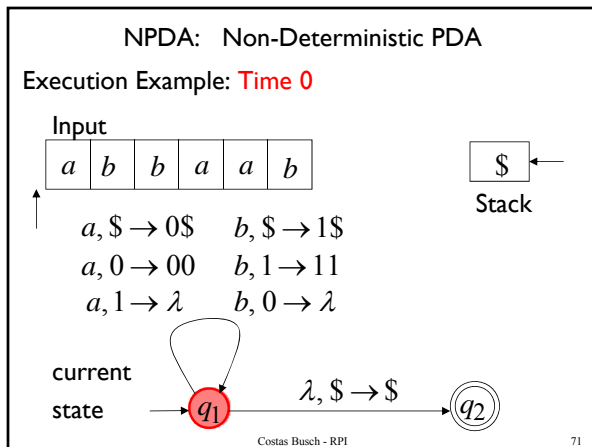 NPDA: Non-Deterministic PDA
Execution Example: Time 0
Input
a b b a a b
$
Stack
a, $ → 0$ b, $ → 1$
a, 0 → 00 b, 1 → 11
a, 1 → λ b, 0 → λ
current
state
q₁
λ, $ → $
q₂
Costas Busch - RPI
71